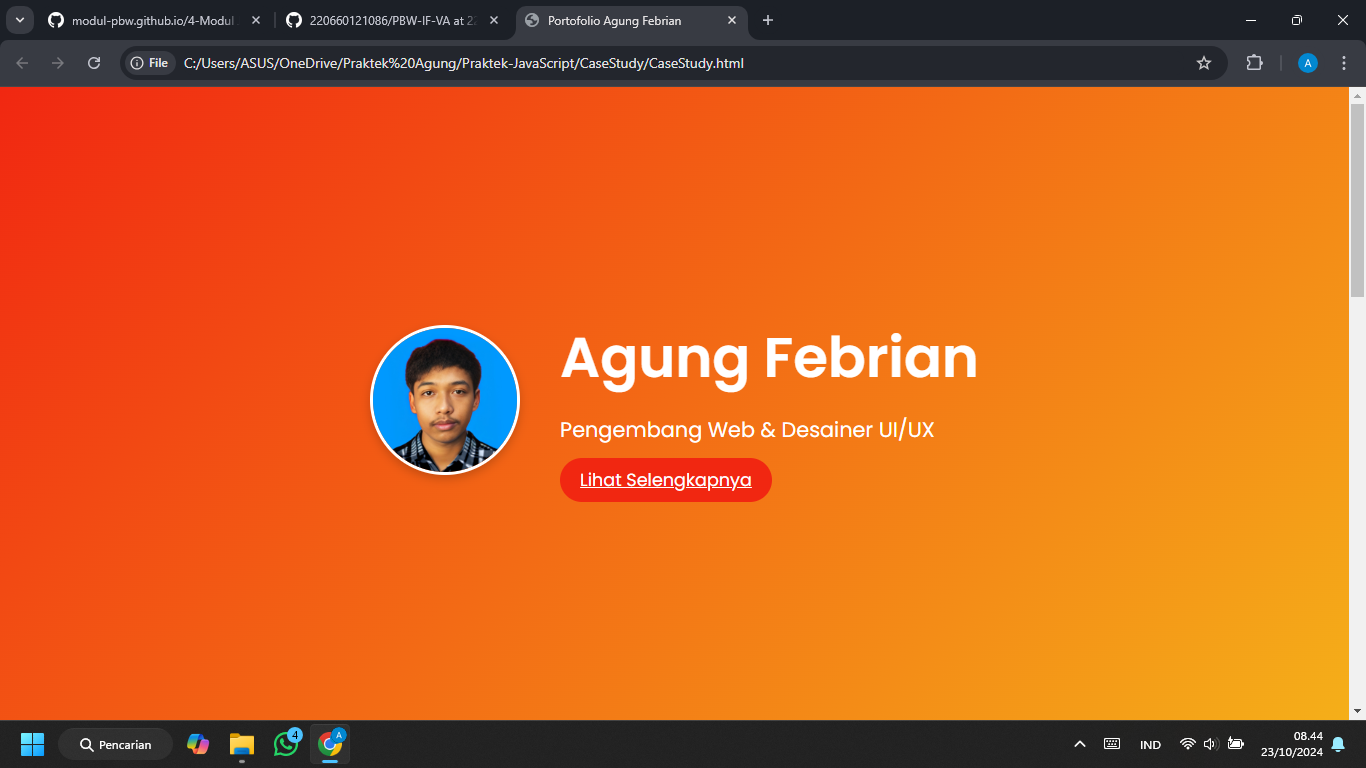 modul-pbw.github.io/4-Modul
220660121086/PBW-IF-VA at 22
Portofolio Agung Febrian
File
C:/Users/ASUS/OneDrive/Praktek%20Agung/Praktek-JavaScript/CaseStudy/CaseStudy.html
A
Agung Febrian
Pengembang Web & Desainer UI/UX
Lihat Selengkapnya
Pencarian
4
A
IND
08.44
23/10/2024